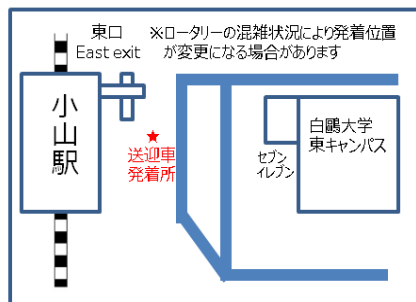 東口
East exit
※ロータリーの混雑状況により発着位置
が変更になる場合があります
小山駅
★
送迎車
発着所
セブン
イレブン
白鷗大学
東キャンパス